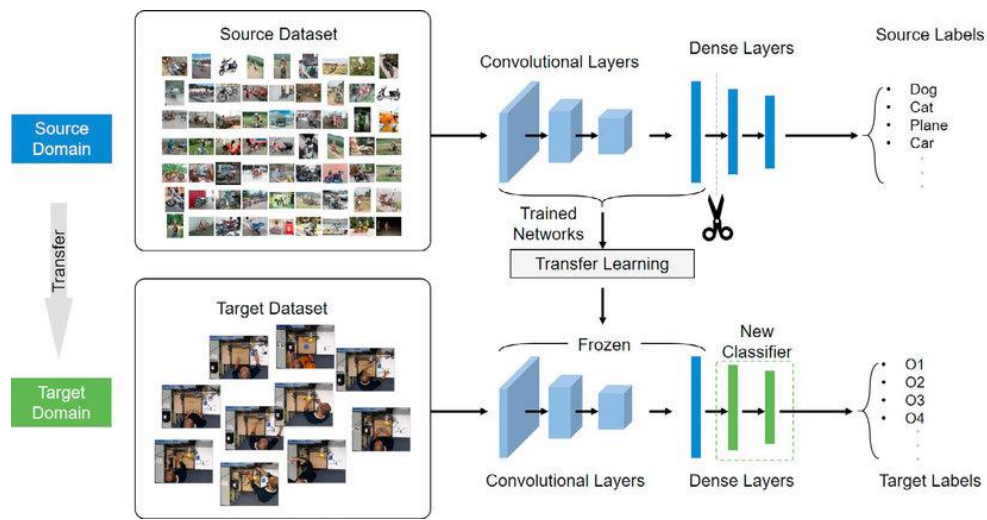 Source Dataset
Source Labels
Dense Layers
Convolutional Layers
• Dog
• Cat
• Plane
• Car
Source
Domain
Trained
Networks
Transfer Learning
Transfer
Target Dataset
New
Classifier
Frozen
• O1
• O2
• O3
• O4
Target
Domain
Convolutional Layers
Dense Layers
Target Labels